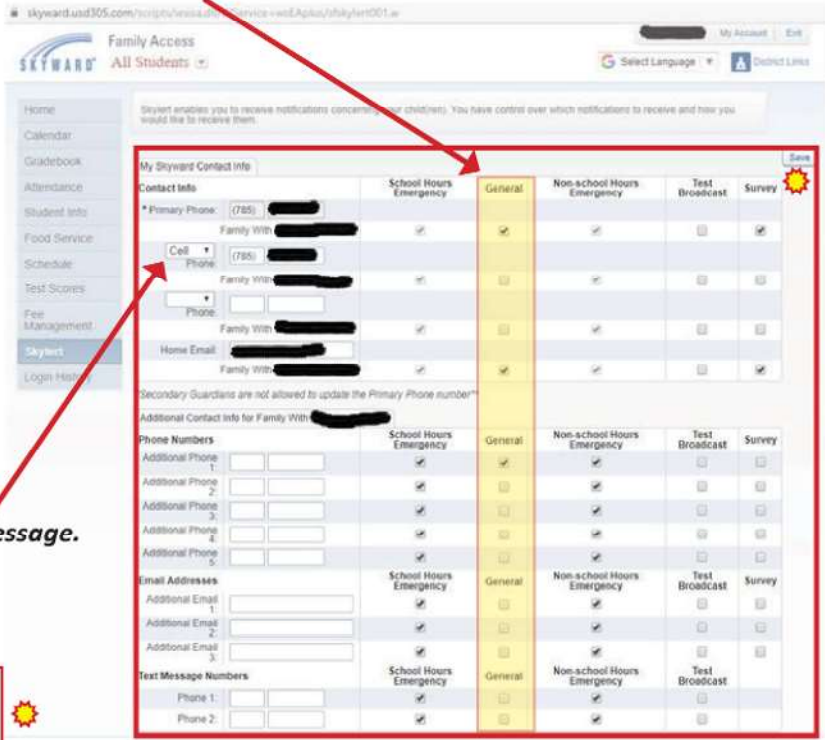 skyward.usd305.com/scripts/
Family Access
My Account Exit
SKYWARD All Students
Select Language District Links
Home
Skylert enables you to receive notifications concerning your child(ren). You have control over which notifications to receive and how you
would like to receive them.
Calendar
Gradebook
Save
My Skyward Contact Info
Attendance
Contact Info School Hours Emergency General Non-school Hours Emergency Test Broadcast Survey
Student Info
* Primary Phone: (785)
Family With
Food Service
Cell Phone: (785)
Schedule
Family With
Test Scores
Phone:
Fee Management
Family With
Skylert
Home Email:
Login History
Family With
*Secondary Guardians are not allowed to update the Primary Phone number**
Additional Contact Info for Family With
Phone Numbers School Hours Emergency General Non-school Hours Emergency Test Broadcast Survey
Additional Phone 1:
Additional Phone 2:
essage.
Additional Phone 3:
Additional Phone 4:
Additional Phone 5:
Email Addresses School Hours Emergency General Non-school Hours Emergency Test Broadcast Survey
Additional Email 1:
Additional Email 2:
Additional Email 3:
Text Message Numbers School Hours Emergency General Non-school Hours Emergency Test Broadcast
Phone 1:
Phone 2: